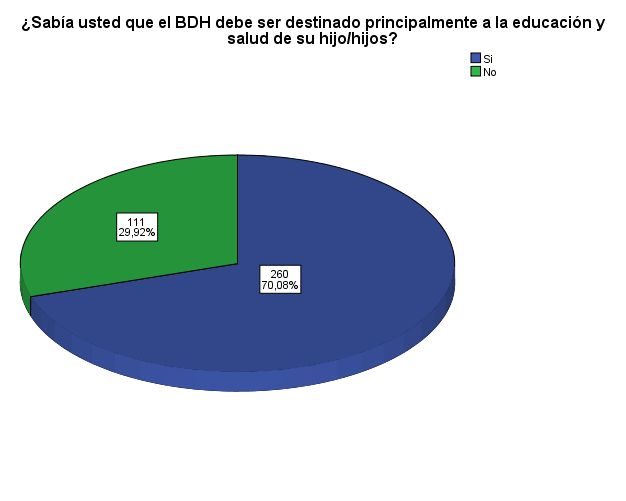 ¿Sabía usted que el BDH debe ser destinado principalmente a la educación y
salud de su hijo/hijos?
Si
No
111
29,92%
260
70,08%